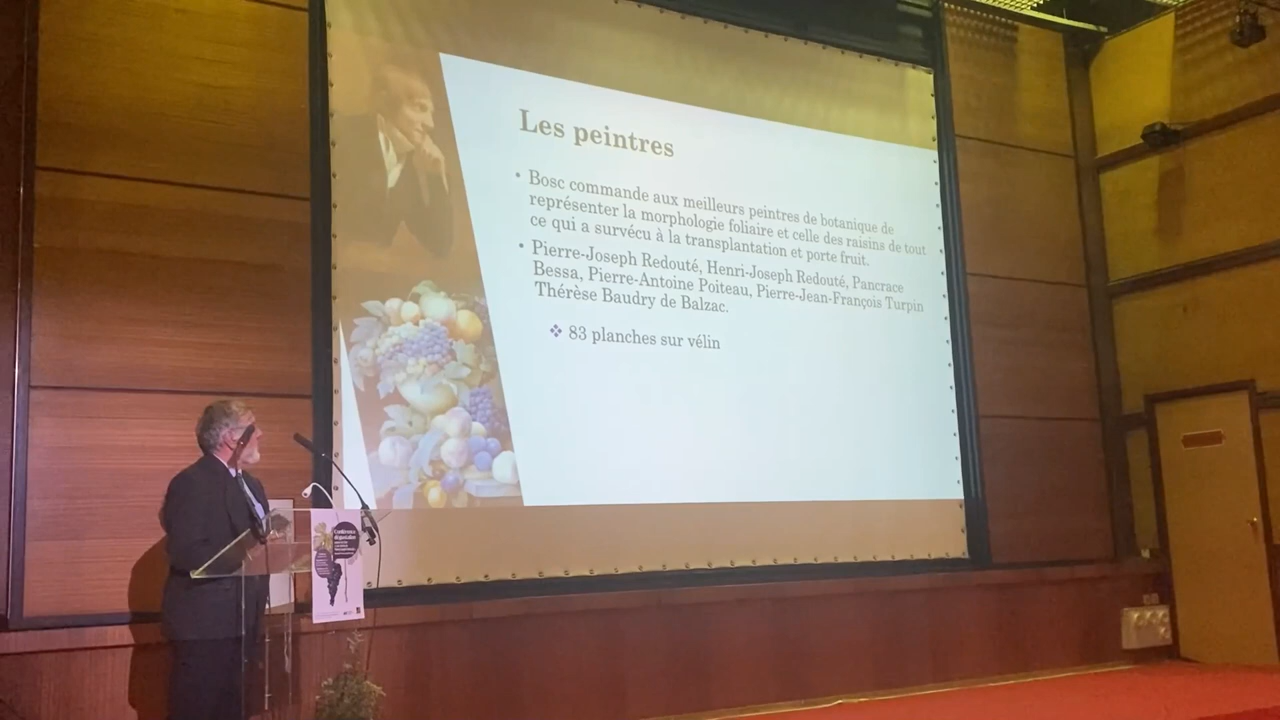 Les peintres
• Bosc commande aux meilleurs peintres de botanique de
représenter la morphologie foliaire et celle des raisins de tout
ce qui a survécu à la transplantation et porte fruit.
• Pierre-Joseph Redouté, Henri-Joseph Redouté, Pancrace
Bessa, Pierre-Antoine Poiteau, Pierre-Jean-François Turpin
Thérèse Baudry de Balzac.
❖ 83 planches sur vélin
Conférence
dégustation